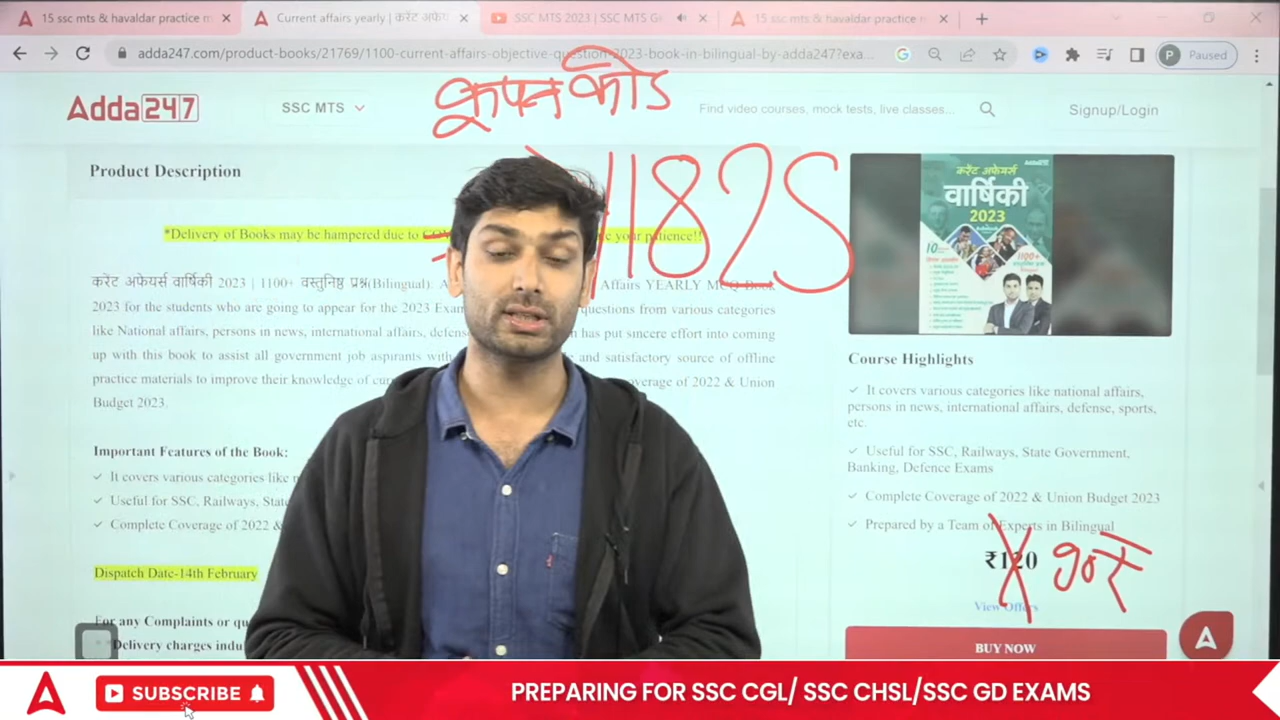 15 ssc mts & havaldar practice m
Current affairs yearly | करेंट अफेय
SSC MTS 2023 | SSC MTS G
15 ssc mts & havaldar practice
adda247.com/product-books/21769/1100-current-affairs-objective-question-2023-book-in-bilingual-by-adda247?exa...
P Paused
कूपन कोड
Adda247
SSC MTS
Find video courses, mock tests, live classes...
Signup/Login
1182S
Product Description
*Delivery of Books may be hampered due to
your patience!!
करेंट अफेयर्स वार्षिकी 2023 | 1100+ वस्तुनिष्ठ प्रश्न(Bilingual). A
Affairs YEARLY MCQ Book
2023 for the students who are going to appear for the 2023 Exam
questions from various categories
like National affairs, persons in news, international affairs, defens
has put sincere effort into coming
up with this book to assist all government job aspirants with
and satisfactory source of offline
practice materials to improve their knowledge of cur
overage of 2022 & Union
Budget 2023.
Important Features of the Book:
It covers various categories like n
Useful for SSC, Railways, State
Complete Coverage of 2022 &
Dispatch Date-14th February
For any Complaints or qu
Delivery charges indu
Adda247
करेंट अफेयर्स
वार्षिकी
2023
1100+
Course Highlights
It covers various categories like national affairs,
persons in news, international affairs, defense, sports,
etc.
Useful for SSC, Railways, State Government,
Banking, Defence Exams
Complete Coverage of 2022 & Union Budget 2023
Prepared by a Team of Experts in Bilingual
₹120 90₹
View Offers
BUY NOW
SUBSCRIBE
PREPARING FOR SSC CGL/ SSC CHSL/SSC GD EXAMS